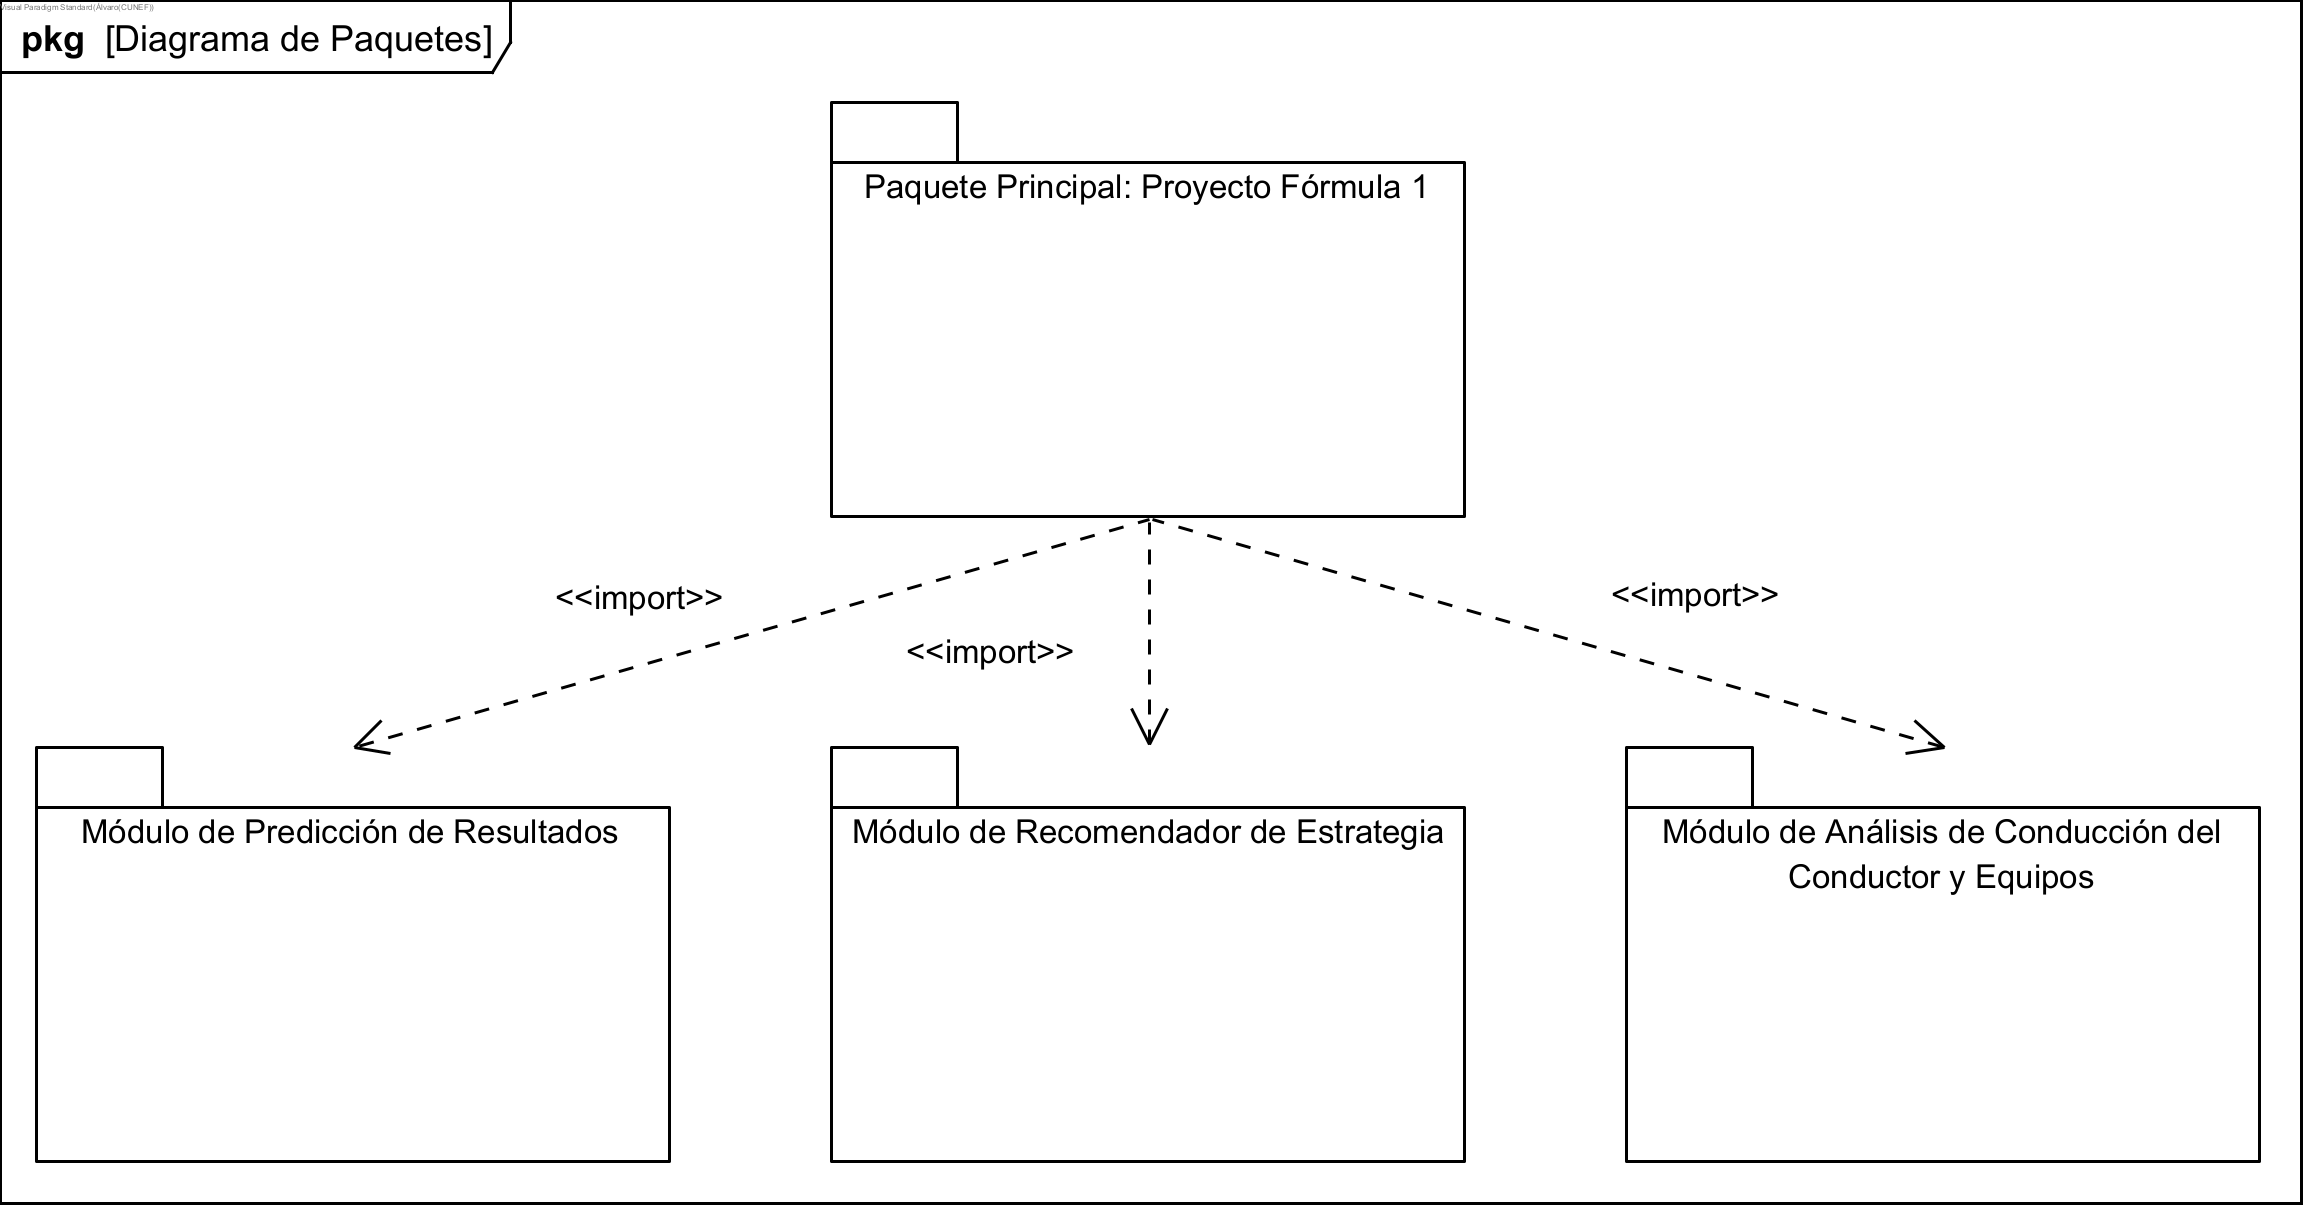 Visual Paradigm Standard(Álvaro(CUNEF))
pkg [Diagrama de Paquetes]
Paquete Principal: Proyecto Fórmula 1
<<import>>
<<import>>
<<import>>
Módulo de Predicción de Resultados
Módulo de Recomendador de Estrategia
Módulo de Análisis de Conducción del
Conductor y Equipos